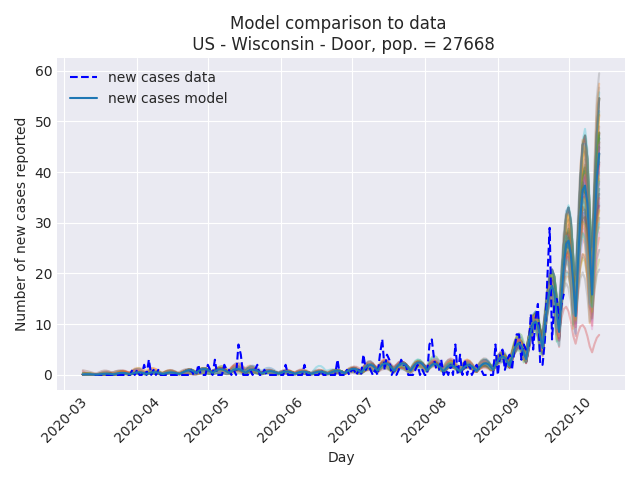 Model comparison to data
US - Wisconsin - Door, pop. = 27668
new cases data
new cases model
Number of new cases reported
60
50
40
30
20
10
0
2020-03
2020-04
2020-05
2020-06
2020-07
2020-08
2020-09
2020-10
Day